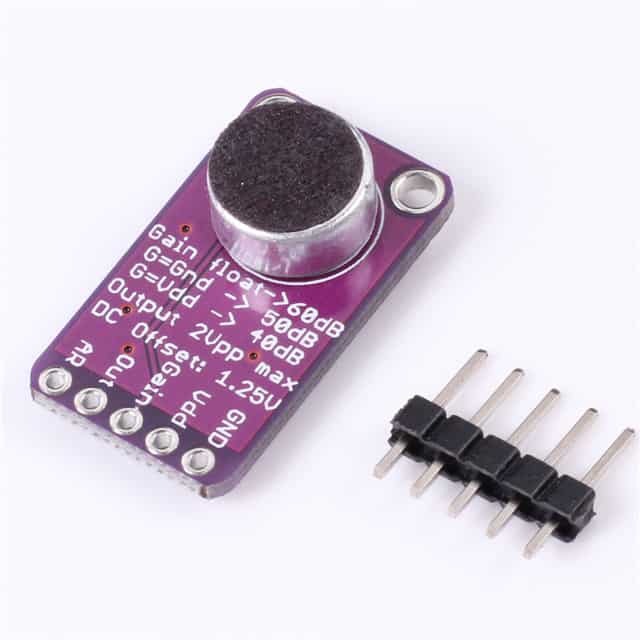 Gain float->60dB
G=Gnd -> 50dB
G=Vdd -> 40dB
Output 2Vpp max
DC Offset: 1.25V
AR
Out
Gain
Vdd
GND